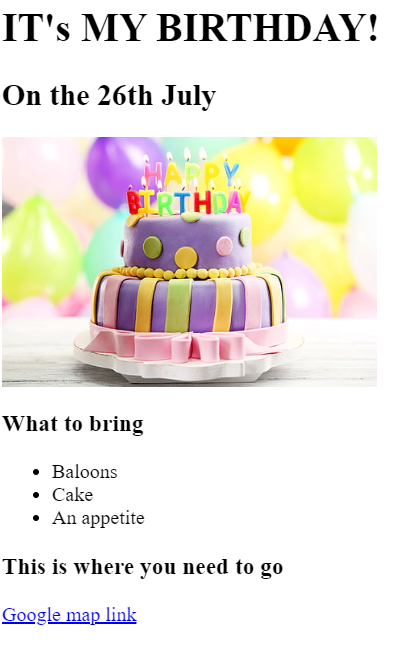 IT's MY BIRTHDAY!
On the 26th July
HAPPY
BIRTHDAY
What to bring
Baloons
Cake
An appetite
This is where you need to go
Google map link